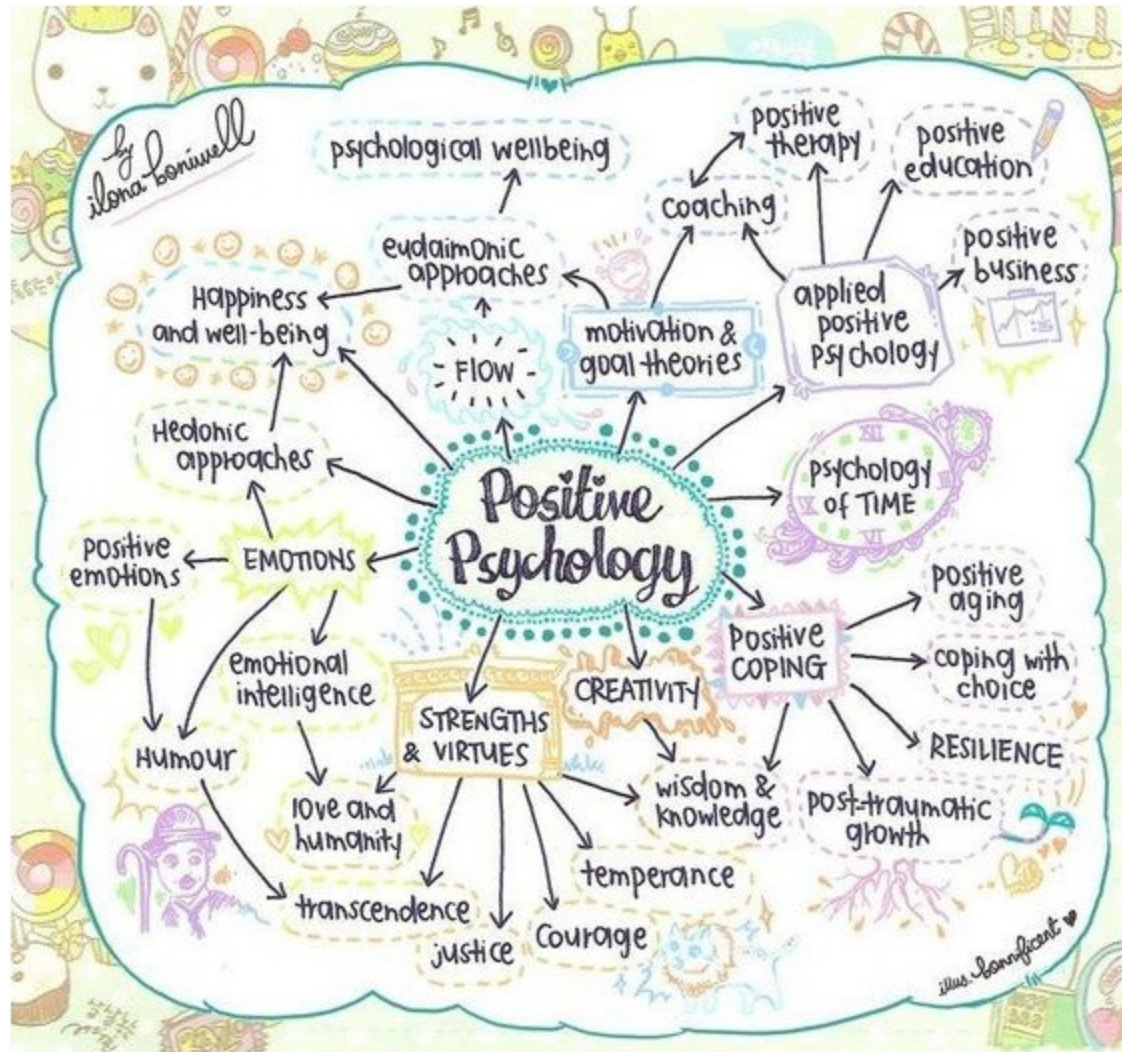 by
ilona boniwell
psychological wellbeing
positive
therapy
positive
education
coaching
eudaimonic
approaches
positive
business
Happiness
and well-being
FLOW
motivation &
goal theories
applied
positive
psychology
Hedonic
approaches
Positive
Psychology
psychology
of TIME
positive
emotions
EMOTIONS
positive
aging
emotional
intelligence
POSITIVE
COPING
coping with
choice
STRENGTHS
& VIRTUES
CREATIVITY
RESILIENCE
Humour
love and
humanity
wisdom &
knowledge
post-traumatic
growth
temperance
transcendence
justice
Courage
illus. bonnificent